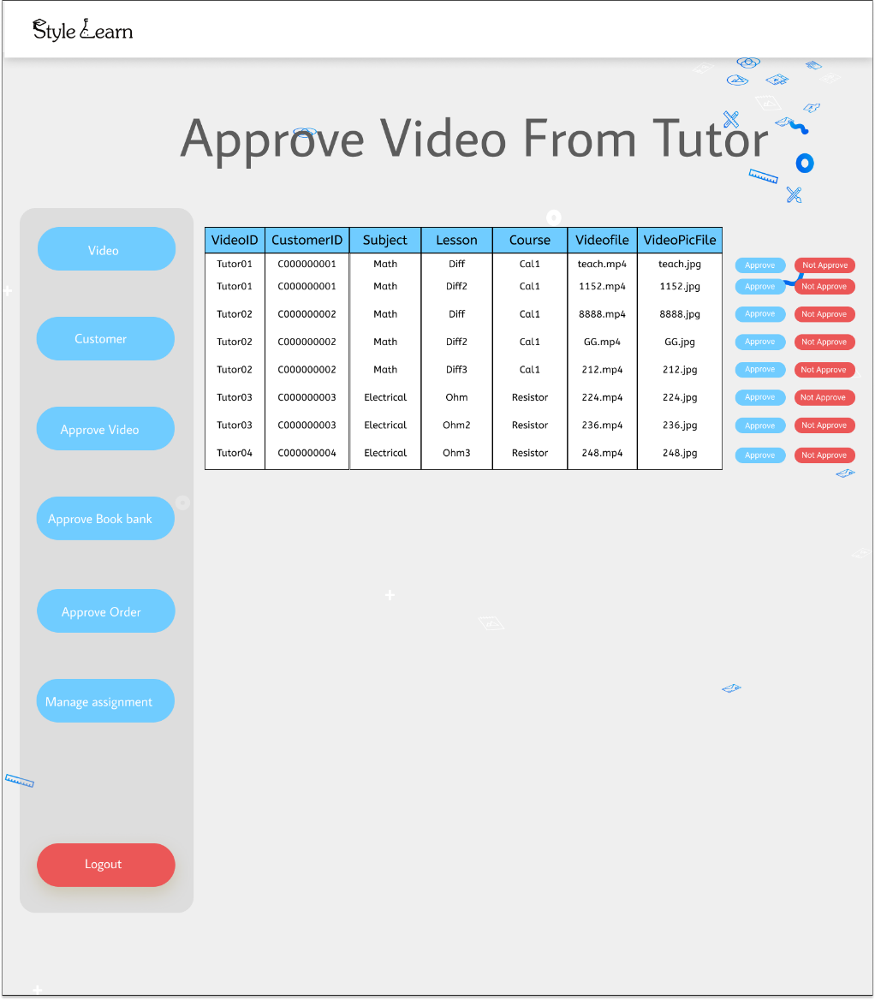 Style Learn
Approve Video From Tutor
Video
Customer
Approve Video
Approve Book bank
Approve Order
Manage assignment
Logout
VideoID CustomerID Subject Lesson Course Videofile VideoPicFile
Tutor01 C000000001 Math Diff Cal1 teach.mp4 teach.jpg Approve Not Approve
Tutor01 C000000001 Math Diff2 Cal1 1152.mp4 1152.jpg Approve Not Approve
Tutor02 C000000002 Math Diff Cal1 8888.mp4 8888.jpg Approve Not Approve
Tutor02 C000000002 Math Diff2 Cal1 GG.mp4 GG.jpg Approve Not Approve
Tutor02 C000000002 Math Diff3 Cal1 212.mp4 212.jpg Approve Not Approve
Tutor03 C000000003 Electrical Ohm Resistor 224.mp4 224.jpg Approve Not Approve
Tutor03 C000000003 Electrical Ohm2 Resistor 236.mp4 236.jpg Approve Not Approve
Tutor04 C000000004 Electrical Ohm3 Resistor 248.mp4 248.jpg Approve Not Approve